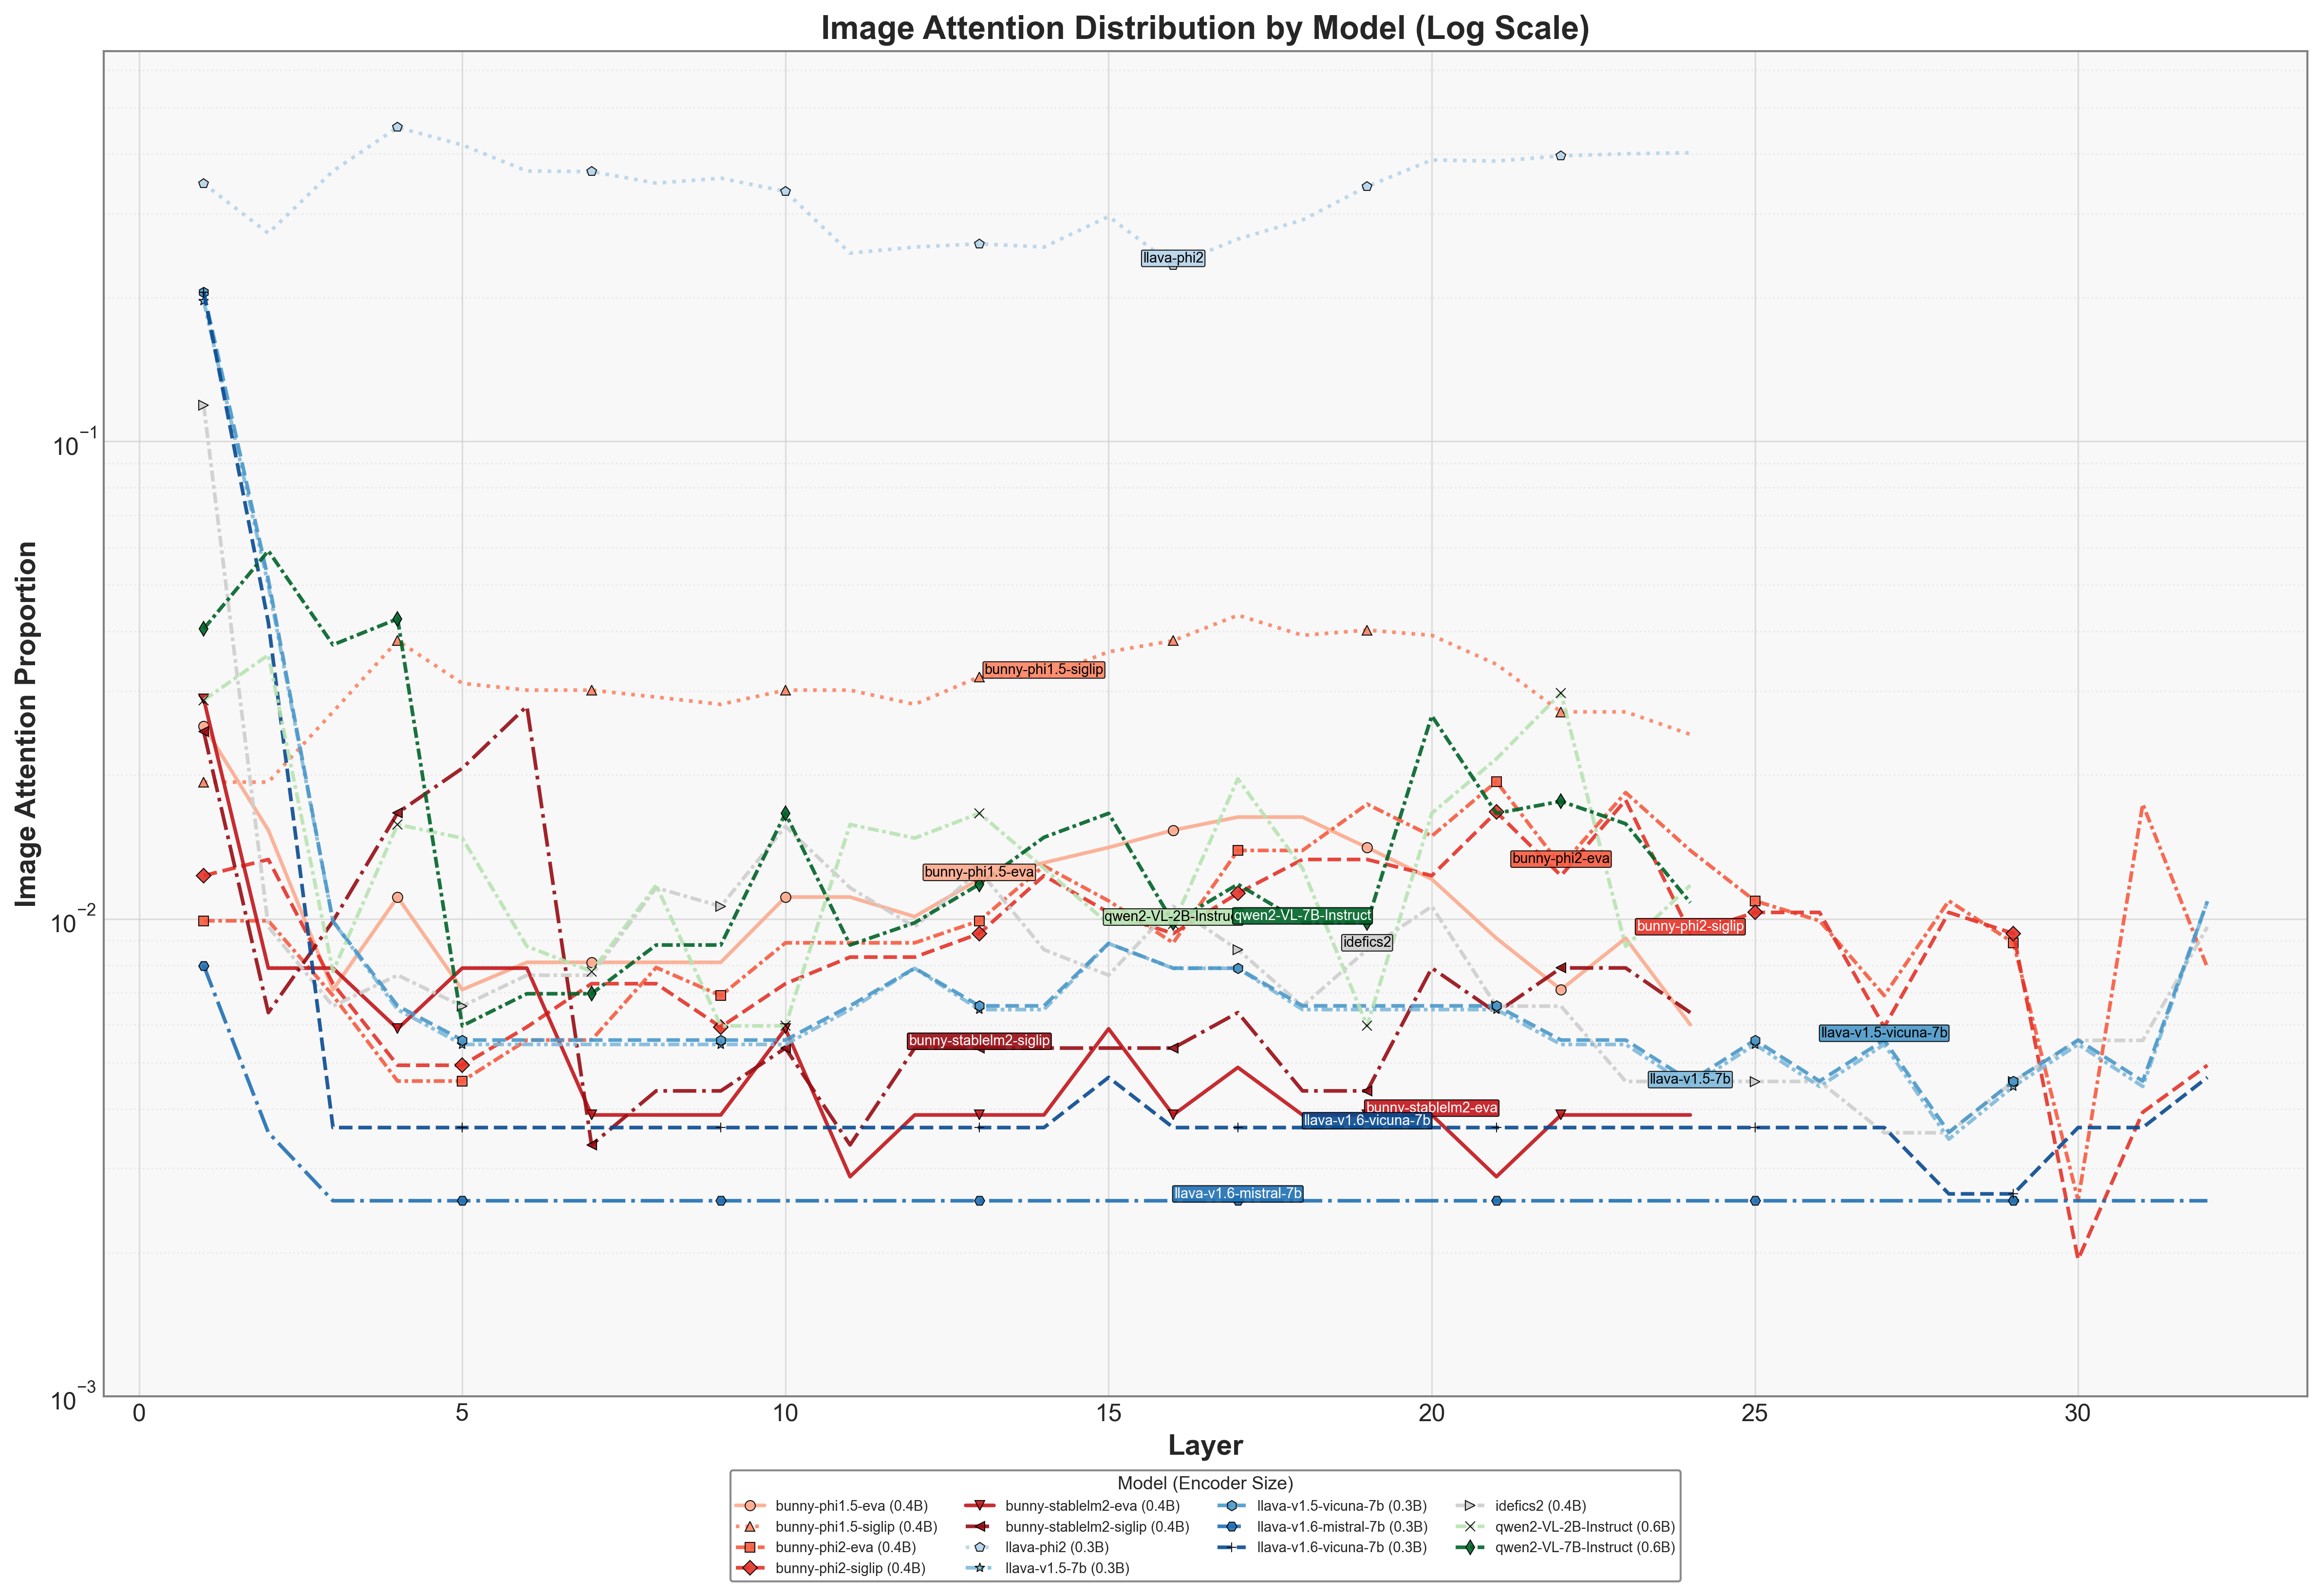 Image Attention Distribution by Model (Log Scale)
Image Attention Proportion
10⁻¹
10⁻²
10⁻³
llava-phi2
bunny-phi1.5-siglip
bunny-phi1.5-eva
bunny-phi2-eva
qwen2-VL-2B-Instruc
qwen2-VL-7B-Instruct
bunny-phi2-siglip
idefics2
bunny-stablelm2-siglip
llava-v1.5-vicuna-7b
llava-v1.5-7b
bunny-stablelm2-eva
llava-v1.6-vicuna-7b
llava-v1.6-mistral-7b
0 5 10 15 20 25 30
Layer
Model (Encoder Size)
bunny-phi1.5-eva (0.4B)
bunny-phi1.5-siglip (0.4B)
bunny-phi2-eva (0.4B)
bunny-phi2-siglip (0.4B)
bunny-stablelm2-eva (0.4B)
bunny-stablelm2-siglip (0.4B)
llava-phi2 (0.3B)
llava-v1.5-7b (0.3B)
llava-v1.5-vicuna-7b (0.3B)
llava-v1.6-mistral-7b (0.3B)
llava-v1.6-vicuna-7b (0.3B)
idefics2 (0.4B)
qwen2-VL-2B-Instruct (0.6B)
qwen2-VL-7B-Instruct (0.6B)